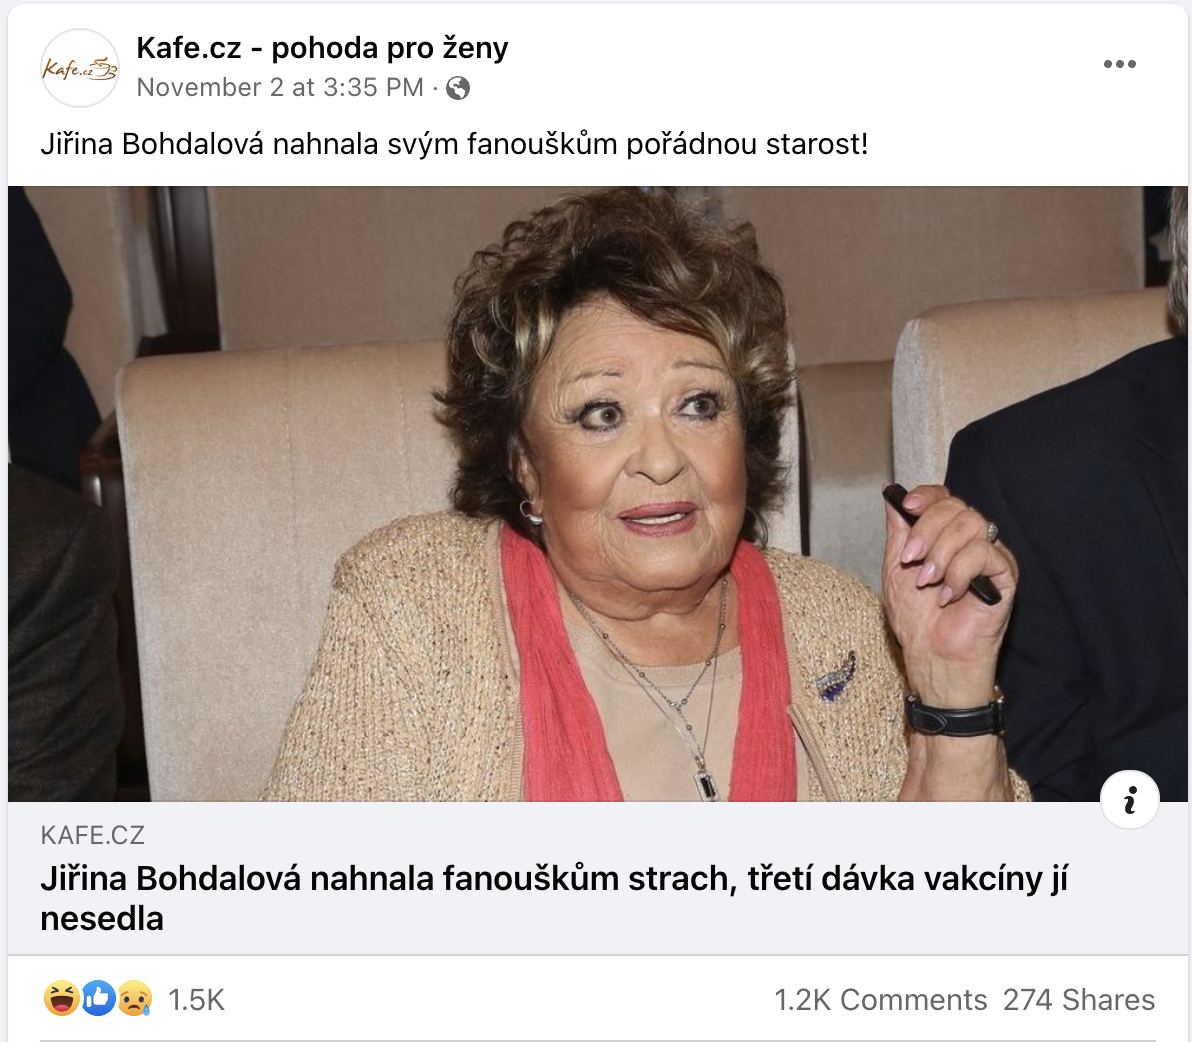 Kafe.cz
Kafe.cz - pohoda pro ženy
November 2 at 3:35 PM ·
Jiřina Bohdalová nahnala svým fanouškům pořádnou starost!
i
KAFE.CZ
Jiřina Bohdalová nahnala fanouškům strach, třetí dávka vakcíny jí
nesedla
1.5K
1.2K Comments 274 Shares